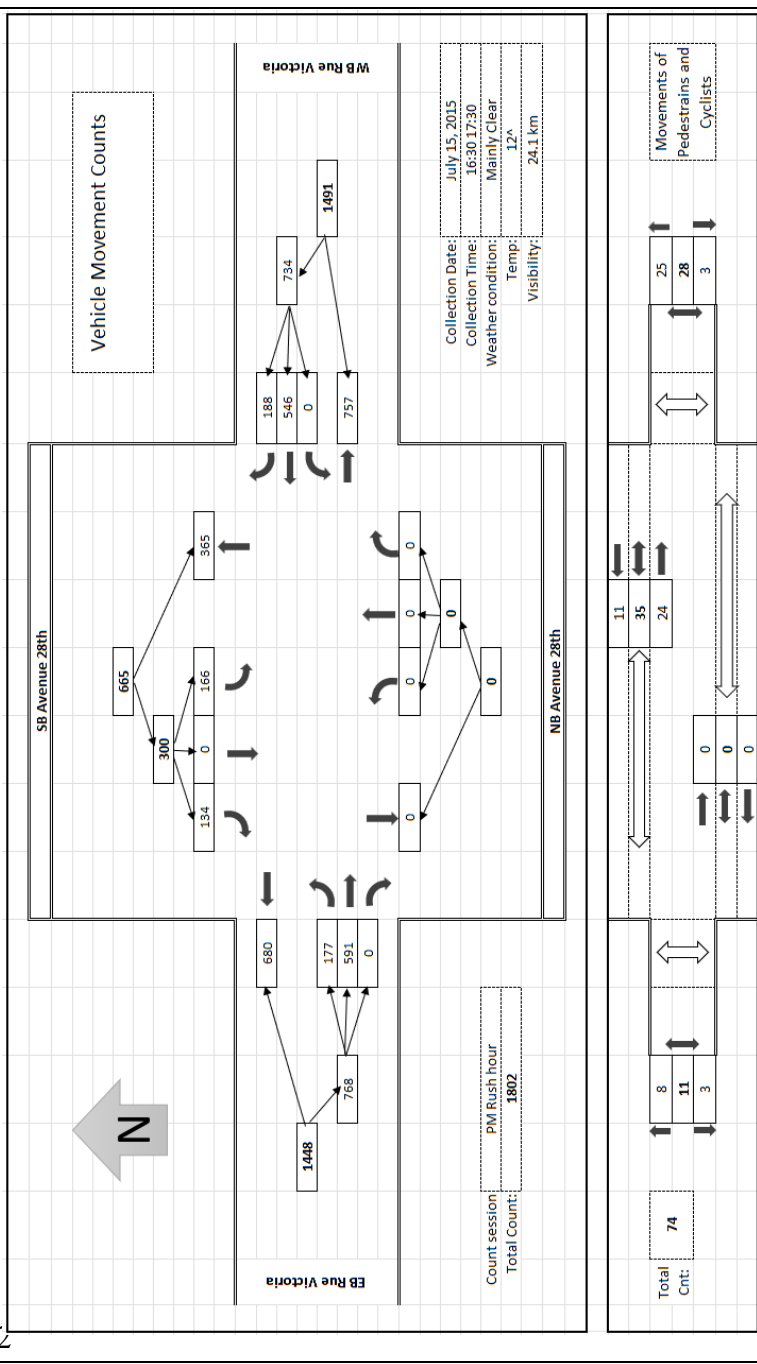 Vehicle Movement Counts
SB Avenue 28th
665
300
134
0
166
365
N
EB Rue Victoria
1448
680
768
177
591
0
WB Rue Victoria
1491
734
188
546
0
757
0
0
0
0
0
0
NB Avenue 28th
Count session
PM Rush hour
Total Count:
1802
Collection Date:
July 15, 2015
Collection Time:
16:30 17:30
Weather condition:
Mainly Clear
Temp:
12^
Visibility:
24.1 km
Movements of
Pedestrains and
Cyclists
Total
Cnt:
74
8
11
3
11
35
24
0
0
0
25
28
3